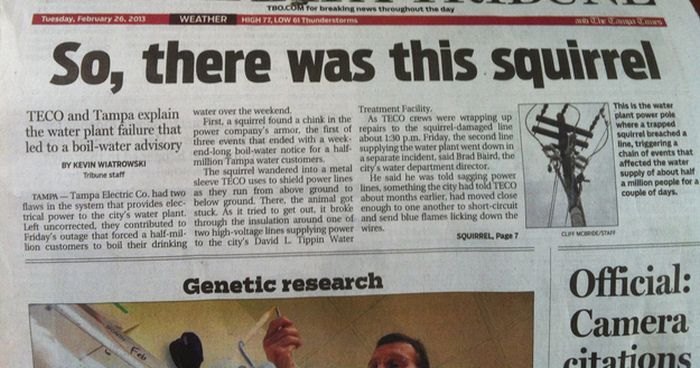 TRIBUNE
TBO.COM for breaking news throughout the day
Tuesday, February 26, 2013
WEATHER
HIGH 77, LOW 61 Thunderstorms
and The Tampa Times
So, there was this squirrel
TECO and Tampa explain
the water plant failure that
led to a boil-water advisory
BY KEVIN WIATROWSKI
Tribune staff
TAMPA — Tampa Electric Co. had two
flaws in the system that provides elec-
trical power to the city's water plant.
Left uncorrected, they contributed to
Friday's outage that forced a half-mil-
lion customers to boil their drinking
water over the weekend.
First, a squirrel found a chink in the
power company's armor, the first of
three events that ended with a week-
end-long boil-water notice for a half-
million Tampa water customers.
The squirrel wandered into a metal
sleeve TECO uses to shield power lines
as they run from above ground to
below ground. There, the animal got
stuck. As it tried to get out, it broke
through the insulation around one of
two high-voltage lines supplying power
to the city's David L. Tippin Water
Treatment Facility.
As TECO crews were wrapping up
repairs to the squirrel-damaged line
about 1:30 p.m. Friday, the second line
supplying the water plant went down in
a separate incident, said Brad Baird, the
city's water department director.
He said he was told sagging power
lines, something the city had told TECO
about months earlier, had moved close
enough to one another to short-circuit
and send blue flames licking down the
wires.
SQUIRREL, Page 7
This is the water
plant power pole
where a trapped
squirrel breached a
line, triggering a
chain of events that
affected the water
supply of about half
a million people for a
couple of days.
CLIFF MCBRIDE/STAFF
Genetic research
Official:
Camera
citations